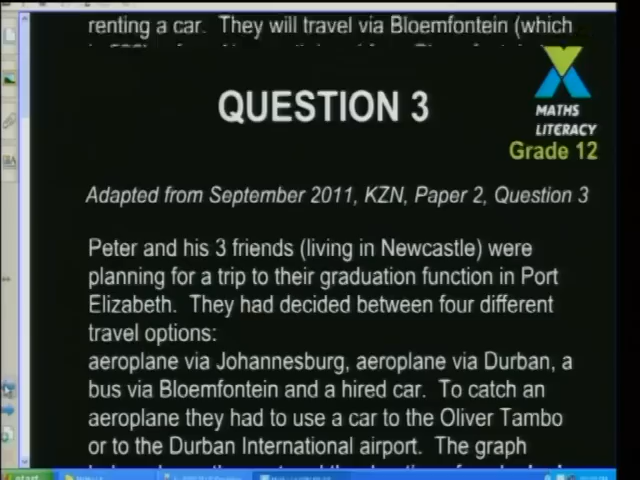 renting a car. They will travel via Bloemfontein (which
QUESTION 3
MATHS
LITERACY
Grade 12
Adapted from September 2011, KZN, Paper 2, Question 3
Peter and his 3 friends (living in Newcastle) were
planning for a trip to their graduation function in Port
Elizabeth. They had decided between four different
travel options:
aeroplane via Johannesburg, aeroplane via Durban, a
bus via Bloemfontein and a hired car. To catch an
aeroplane they had to use a car to the Oliver Tambo
or to the Durban International airport. The graph
start